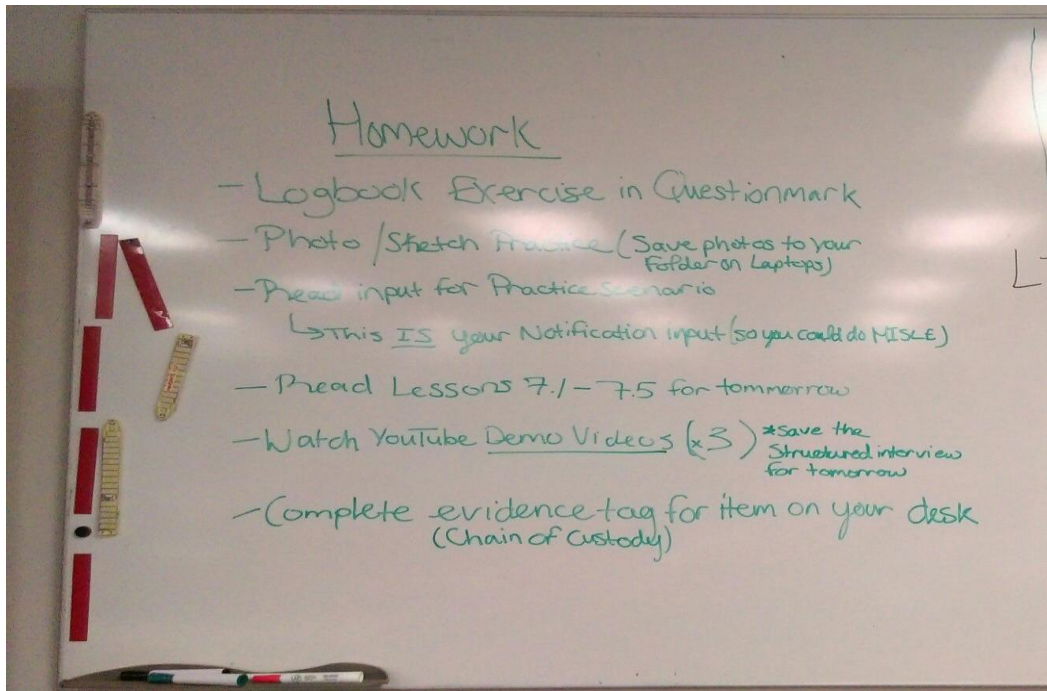 Homework
- Logbook Exercise in Questionmark
- Photo / Sketch Practice (Save photos to your
Folder on Laptops)
- Read input for Practice Scenario
↳ This IS your Notification input (so you could do MISLE)
- Read Lessons 7.1 - 7.5 for tommorrow
- Watch YouTube Demo Videos (x3) *Save the
Structured interview
for tomorrow
- Complete evidence tag for item on your desk
(Chain of Custody)